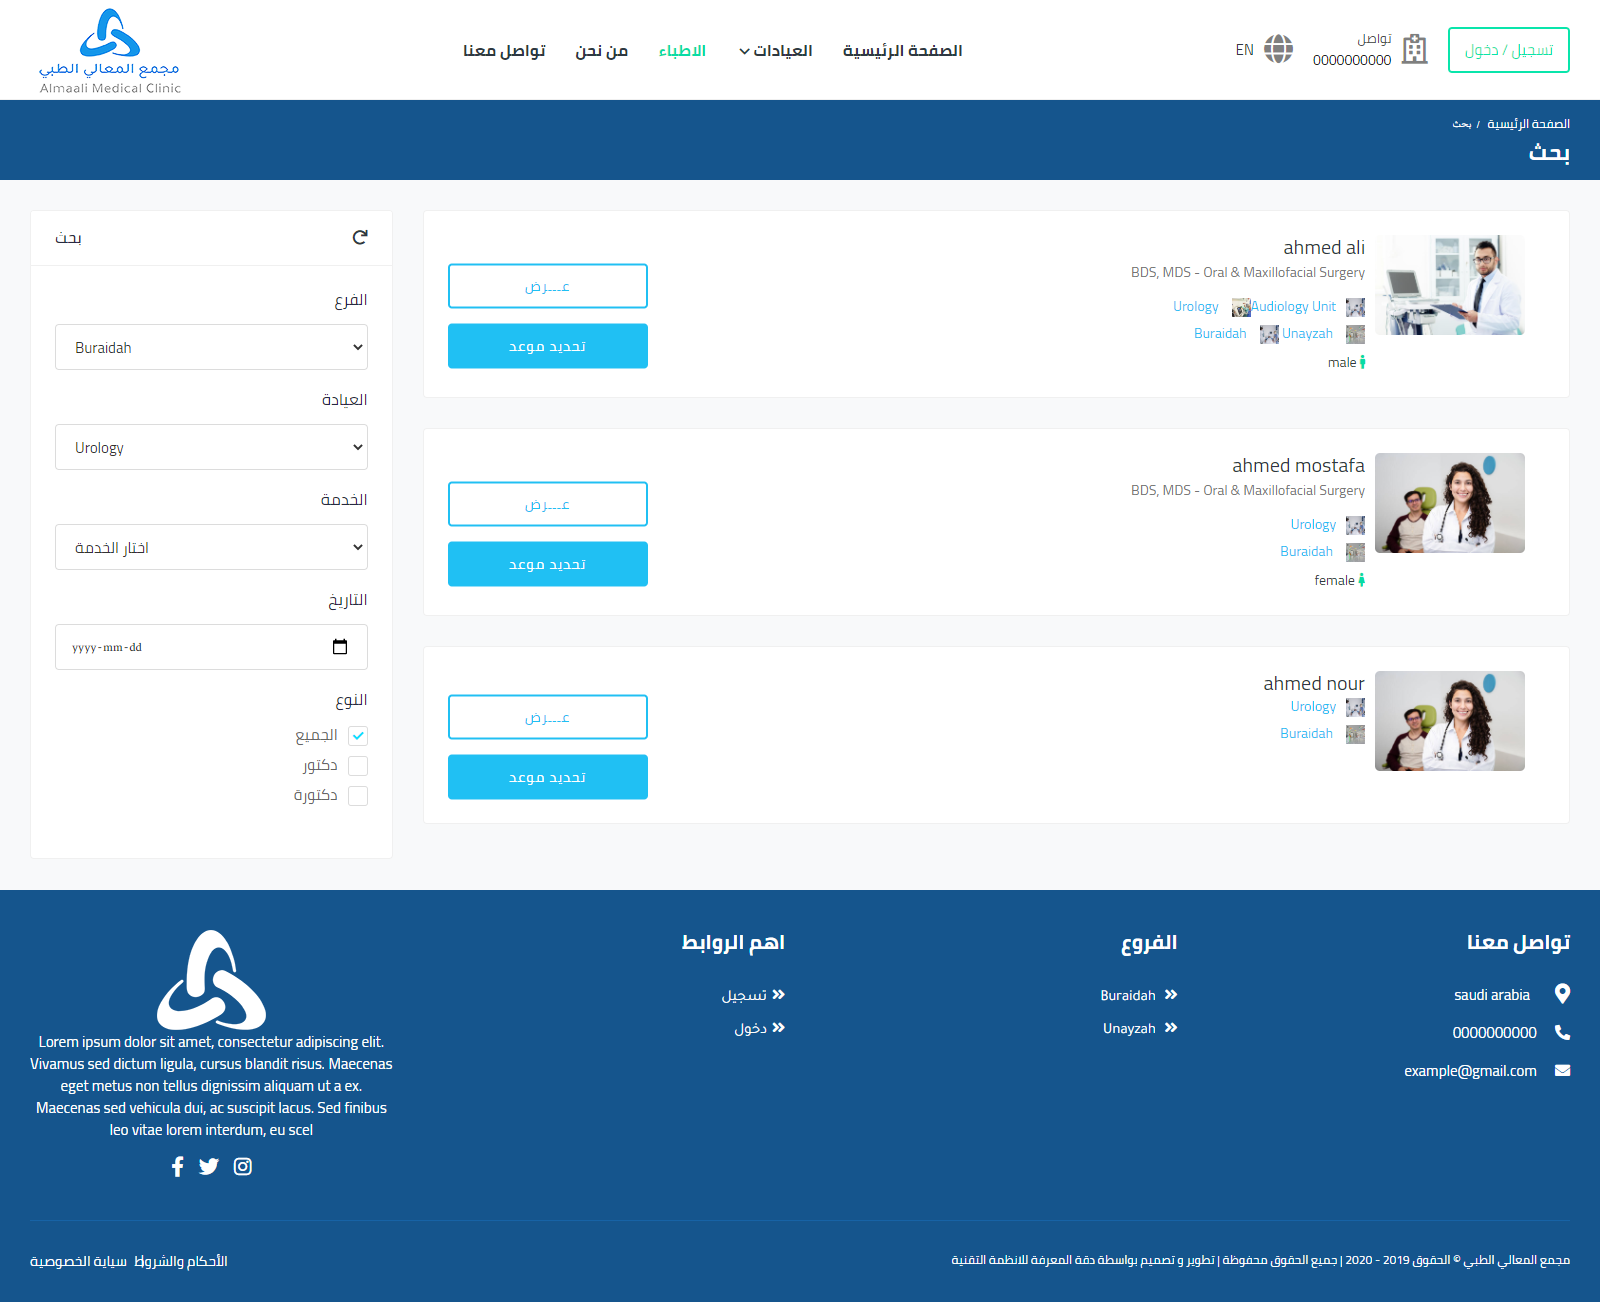 تسجيل / دخول
تواصل
0000000000
EN
الصفحة الرئيسية
العيادات
الاطباء
من نحن
تواصل معنا
مجمع المعالي الطبي
Almaali Medical Clinic
الصفحة الرئيسية / بحث
بحث
ahmed ali
BDS, MDS - Oral & Maxillofacial Surgery
Audiology Unit Urology
Unayzah Buraidah
male
عـــرض
تحديد موعد
ahmed mostafa
BDS, MDS - Oral & Maxillofacial Surgery
Urology
Buraidah
female
عـــرض
تحديد موعد
ahmed nour
Urology
Buraidah
عـــرض
تحديد موعد
بحث
الفرع
Buraidah
العيادة
Urology
الخدمة
اختار الخدمة
التاريخ
yyyy-mm-dd
النوع
الجميع
دكتور
دكتورة
تواصل معنا
saudi arabia
0000000000
example@gmail.com
الفروع
Buraidah
Unayzah
اهم الروابط
تسجيل
دخول
Lorem ipsum dolor sit amet, consectetur adipiscing elit.
Vivamus sed dictum ligula, cursus blandit risus. Maecenas
eget metus non tellus dignissim aliquam ut a ex.
Maecenas sed vehicula dui, ac suscipit lacus. Sed finibus
leo vitae lorem interdum, eu scel
مجمع المعالي الطبي © الحقوق 2019 - 2020 | جميع الحقوق محفوظة | تطوير و تصميم بواسطة دقة المعرفة للانظمة التقنية
الأحكام والشروط
سياية الخصوصية